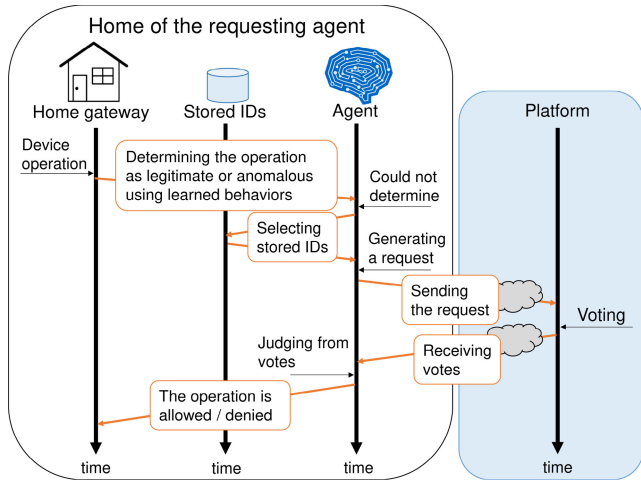 Home of the requesting agent
Home gateway
Stored IDs
Agent
Platform
Device
operation
Determining the operation
as legitimate or anomalous
using learned behaviors
Could not
determine
Selecting
stored IDs
Generating
a request
Sending
the request
Voting
Judging from
votes
Receiving
votes
The operation is
allowed / denied
time
time
time
time